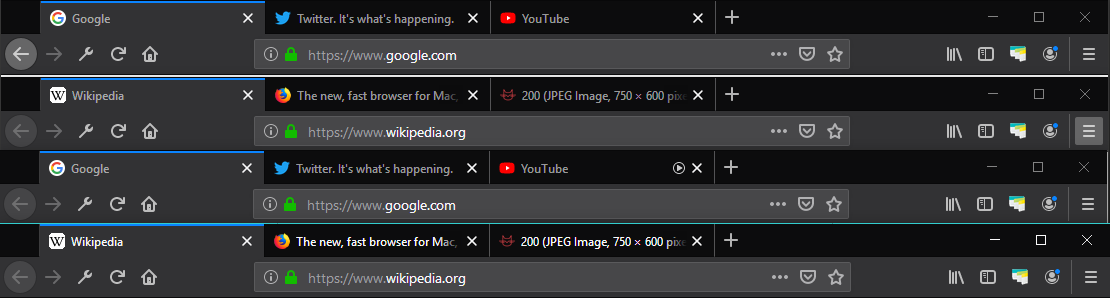 Google Twitter. It's what's happening. YouTube
https://www.google.com
Wikipedia The new, fast browser for Mac, 200 (JPEG Image, 750 × 600 pixe
https://www.wikipedia.org
Google Twitter. It's what's happening. YouTube
https://www.google.com
Wikipedia The new, fast browser for Mac, 200 (JPEG Image, 750 × 600 pixe
https://www.wikipedia.org